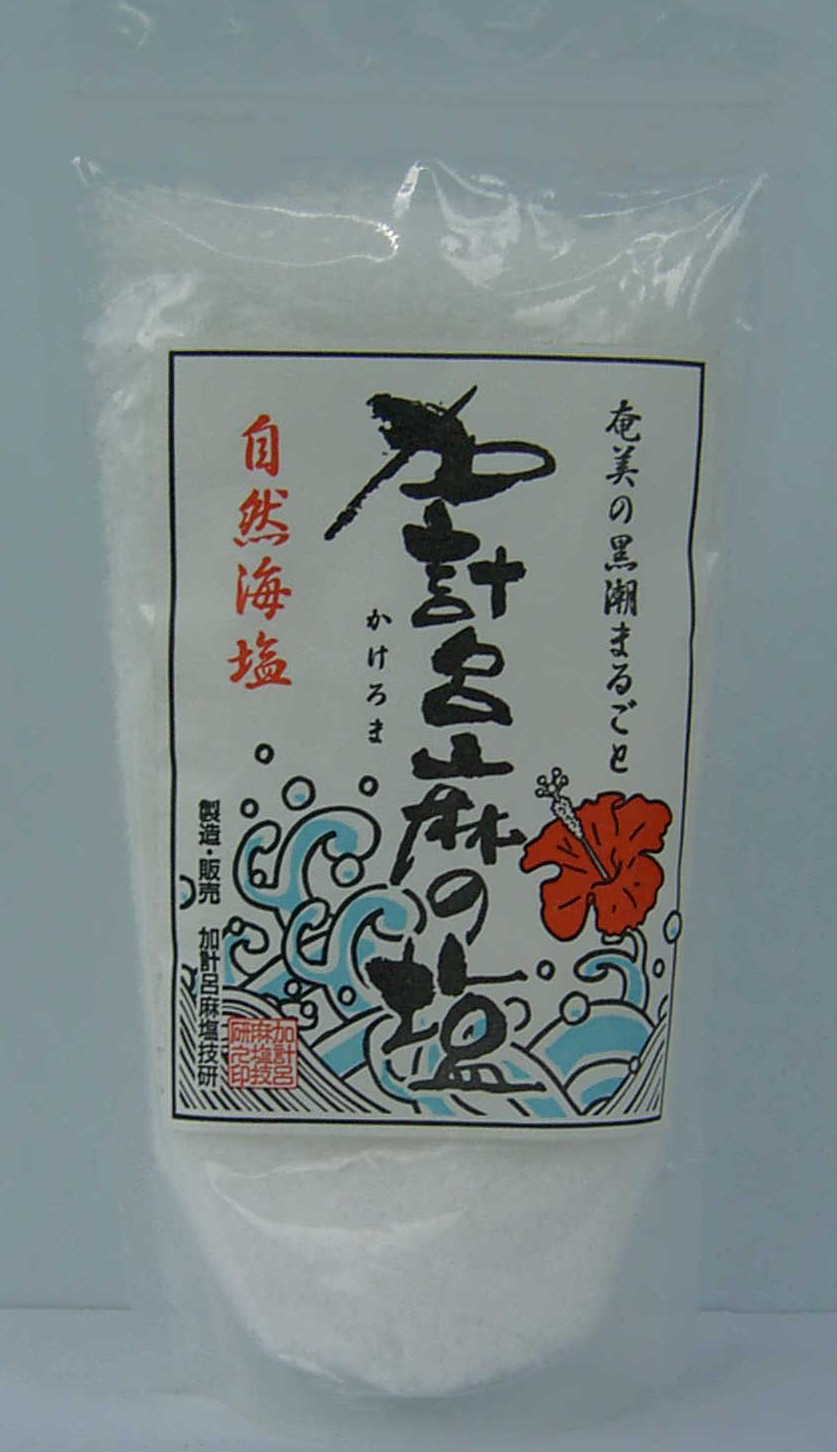 奄美の黒潮まるごと
加計呂麻の塩
かけろま
自然海塩
製造・販売 加計呂麻塩技研
加計呂
麻塩技
研之印